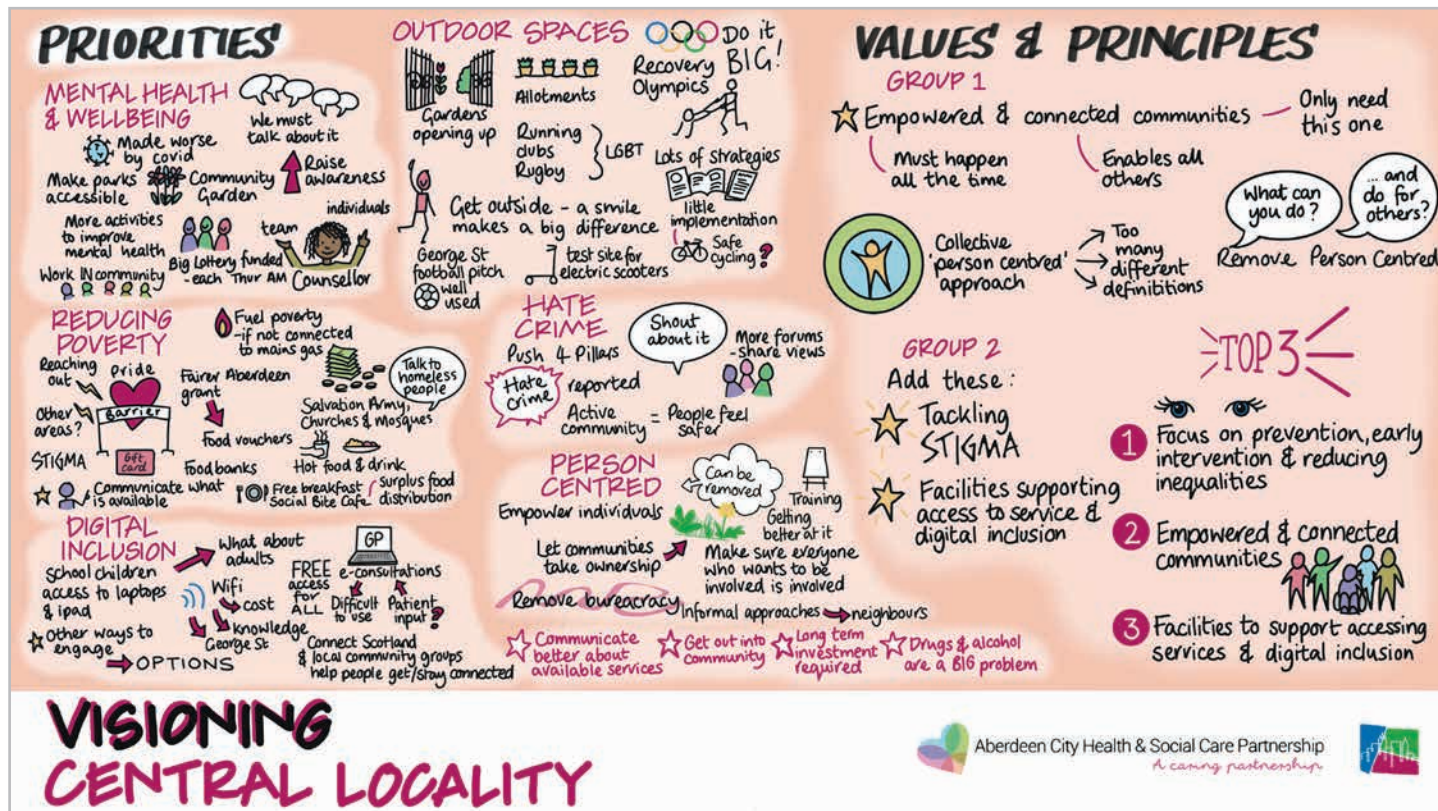 PRIORITIES
MENTAL HEALTH
& WELLBEING
We must
talk about it
Made worse
by covid
Raise
awareness
Make parks
accessible
Community
Garden
More activities
to improve
mental health
Big Lottery funded
- each Thur AM
team
individuals
Counsellor
Work IN community
OUTDOOR SPACES
Gardens
opening up
Allotments
Running
clubs
Rugby
LGBT
Do it
BIG!
Recovery
Olympics
Lots of strategies
little
implementation
Safe
cycling?
Get outside - a smile
makes a big difference
George St
football pitch
well
used
test site for
electric scooters
REDUCING
POVERTY
Fuel poverty
-if not connected
to mains gas
Reaching
out
Pride
Barrier
Other
areas?
STIGMA
Gift
card
Fairer Aberdeen
grant
Food vouchers
Foodbanks
Talk to
homeless
people
Salvation Army,
Churches & Mosques
Hot food & drink
Communicate what
is available
Free breakfast
Social Bite Cafe
surplus food
distribution
HATE
CRIME
Push 4 Pillars
Shout
about it
More forums
- share views
Hate
Crime
reported
Active
community = People feel
safer
DIGITAL
INCLUSION
School children
access to laptops
& ipad
What about
adults
Wifi
cost
knowledge
George St
Other ways to
engage
OPTIONS
GP
FREE
access
for
ALL
e-consultations
Difficult
to use
Patient
input?
Connect Scotland
& local community groups
help people get/stay connected
PERSON
CENTRED
Can be
removed
Training
Getting
better at it
Empower individuals
Let communities
take ownership
Make sure everyone
who wants to be
involved is involved
Remove bureacracy
Informal approaches
neighbours
Communicate
better about
available services
Get out into
Community
Long term
investment
required
Drugs & alcohol
are a BIG problem
VALUES & PRINCIPLES
GROUP 1
Empowered & connected communities
Only need
this one
Must happen
all the time
Enables all
others
Collective
'person centred'
approach
Too
many
different
definititions
What can
you do?
... and
do for
others?
Remove Person Centred
GROUP 2
Add these:
Tackling
STIGMA
Facilities supporting
access to service &
digital inclusion
TOP 3
1 Focus on prevention, early
intervention & reducing
inequalities
2 Empowered & connected
communities
3 Facilities to support accessing
services & digital inclusion
VISIONING
CENTRAL LOCALITY
Aberdeen City Health & Social Care Partnership
A caring partnership